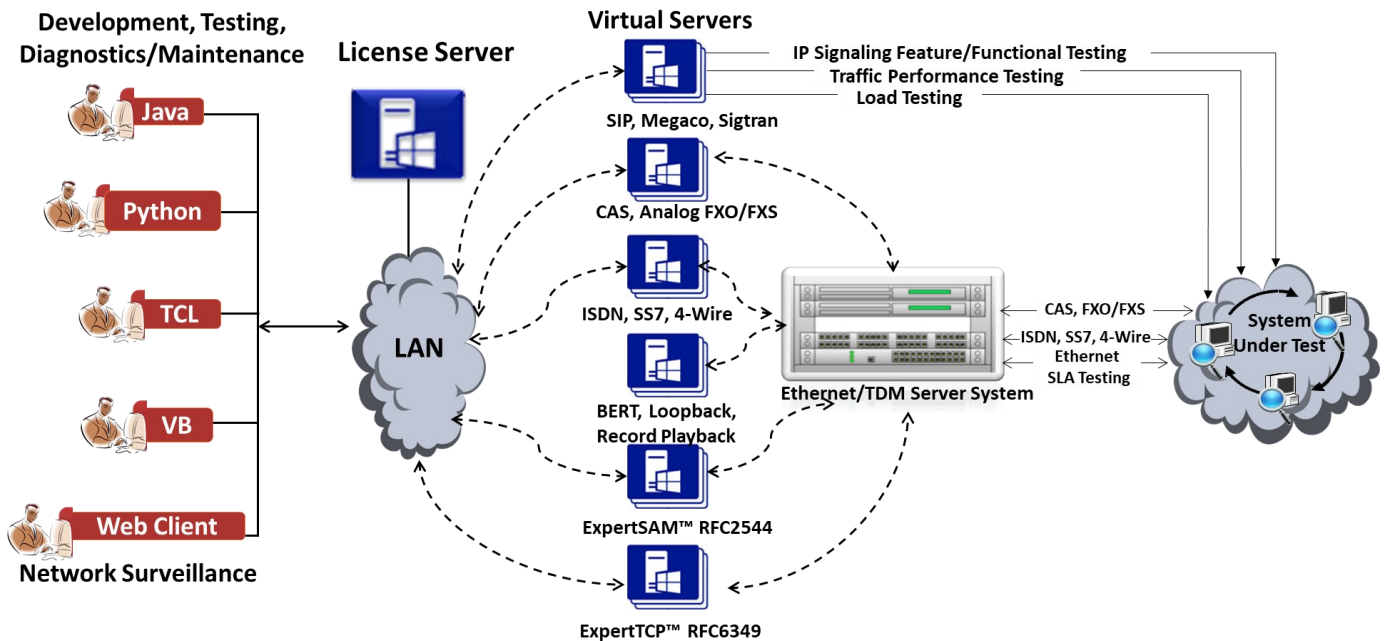 Development, Testing,
Diagnostics/Maintenance
Java
Python
TCL
VB
Web Client
Network Surveillance
License Server
LAN
Virtual Servers
SIP, Megaco, Sigtran
CAS, Analog FXO/FXS
ISDN, SS7, 4-Wire
BERT, Loopback,
Record Playback
ExpertSAM™ RFC2544
ExpertTCP™ RFC6349
IP Signaling Feature/Functional Testing
Traffic Performance Testing
Load Testing
Ethernet/TDM Server System
CAS, FXO/FXS
ISDN, SS7, 4-Wire
Ethernet
SLA Testing
System
Under Test